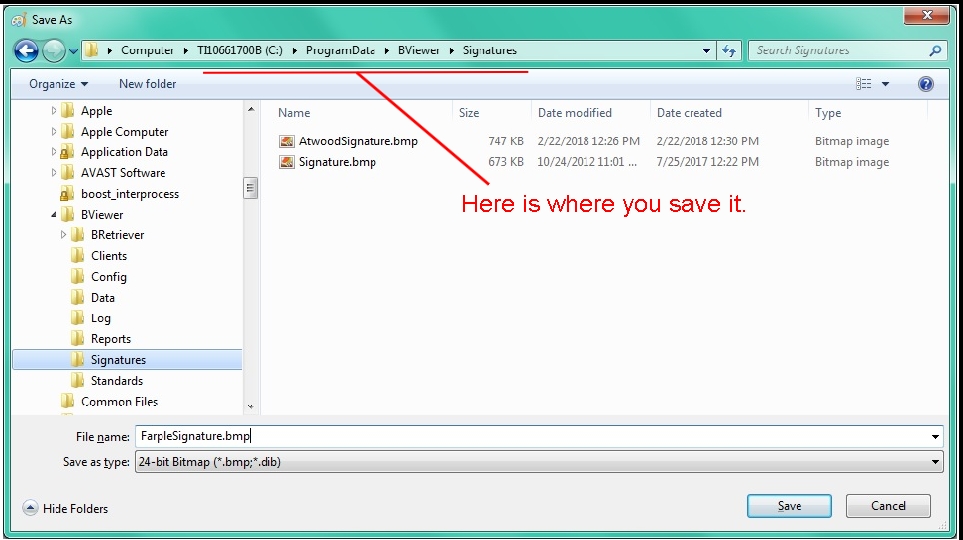 Save As
Computer ▸ TI10661700B (C:) ▸ ProgramData ▸ BViewer ▸ Signatures
Search Signatures
Organize
New folder
Name Size Date modified Date created Type
Apple
Apple Computer
Application Data
AVAST Software
boost_interprocess
BViewer
BRetriever
Clients
Config
Data
Log
Reports
Signatures
Standards
Common Files
AtwoodSignature.bmp 747 KB 2/22/2018 12:26 PM 2/22/2018 12:30 PM Bitmap image
Signature.bmp 673 KB 10/24/2012 11:01 ... 7/25/2017 12:22 PM Bitmap image
Here is where you save it.
File name: FarpleSignature.bmp
Save as type: 24-bit Bitmap (*.bmp;*.dib)
Hide Folders
Save
Cancel